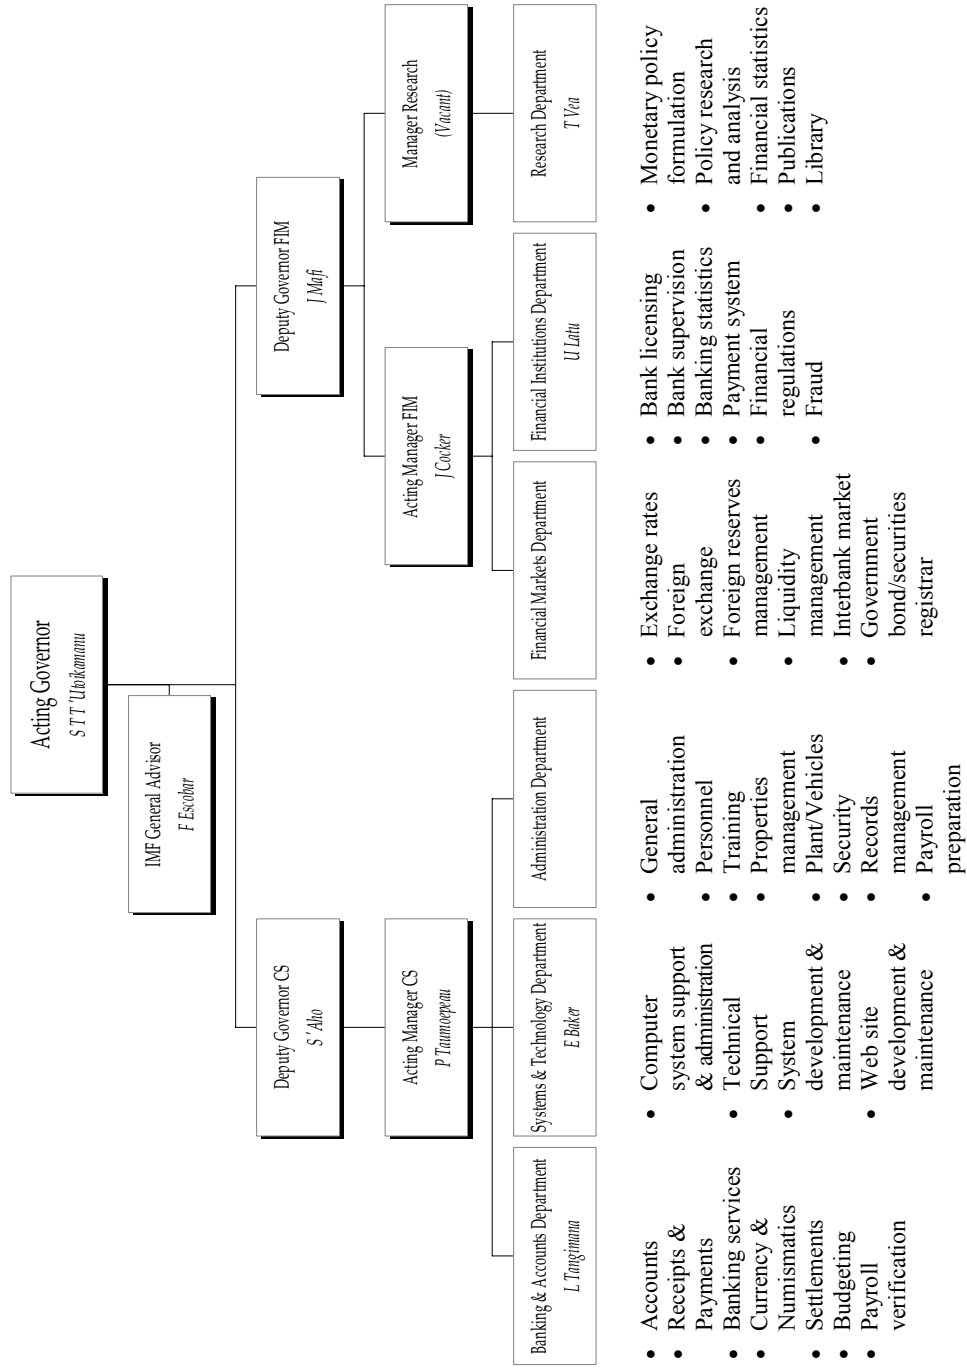 Acting Governor
S T T 'Utoikamanu
IMF General Advisor
F Escobar
Deputy Governor CS
S 'Aho
Deputy Governor FIM
J Mafi
Acting Manager CS
P Taumoepeau
Acting Manager FIM
J Cocker
Manager Research
(Vacant)
Banking & Accounts Department
L Tangimana
Systems & Technology Department
E Baker
Administration Department
Financial Markets Department
Financial Institutions Department
U Latu
Research Department
T Vea
• Accounts
• Receipts &
Payments
• Banking services
• Currency &
Numismatics
• Settlements
• Budgeting
• Payroll
verification
• Computer
system support
& administration
• Technical
Support
• System
development &
maintenance
• Web site
development &
maintenance
• General
administration
• Personnel
• Training
• Properties
management
• Plant/Vehicles
• Security
• Records
management
• Payroll
preparation
• Exchange rates
• Foreign
exchange
• Foreign reserves
management
• Liquidity
management
• Interbank market
• Government
bond/securities
registrar
• Bank licensing
• Bank supervision
• Banking statistics
• Payment system
• Financial
regulations
• Fraud
• Monetary policy
formulation
• Policy research
and analysis
• Financial statistics
• Publications
• Library